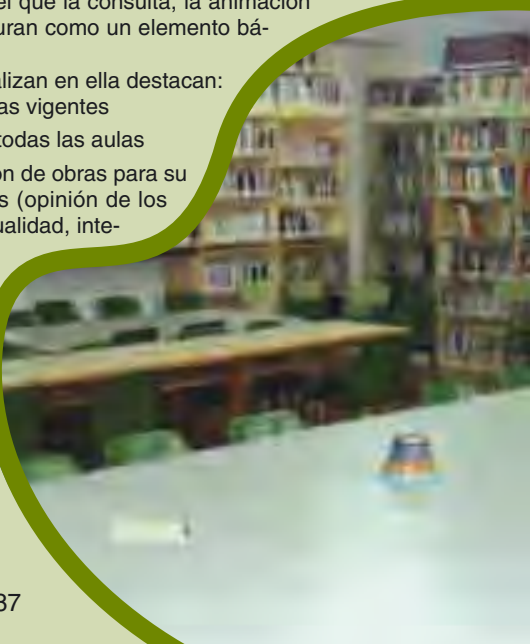 el que la consulta, la animación
uran como un elemento bá-
alizan en ella destacan:
as vigentes
todas las aulas
ón de obras para su
s (opinión de los
ualidad, inte-
37